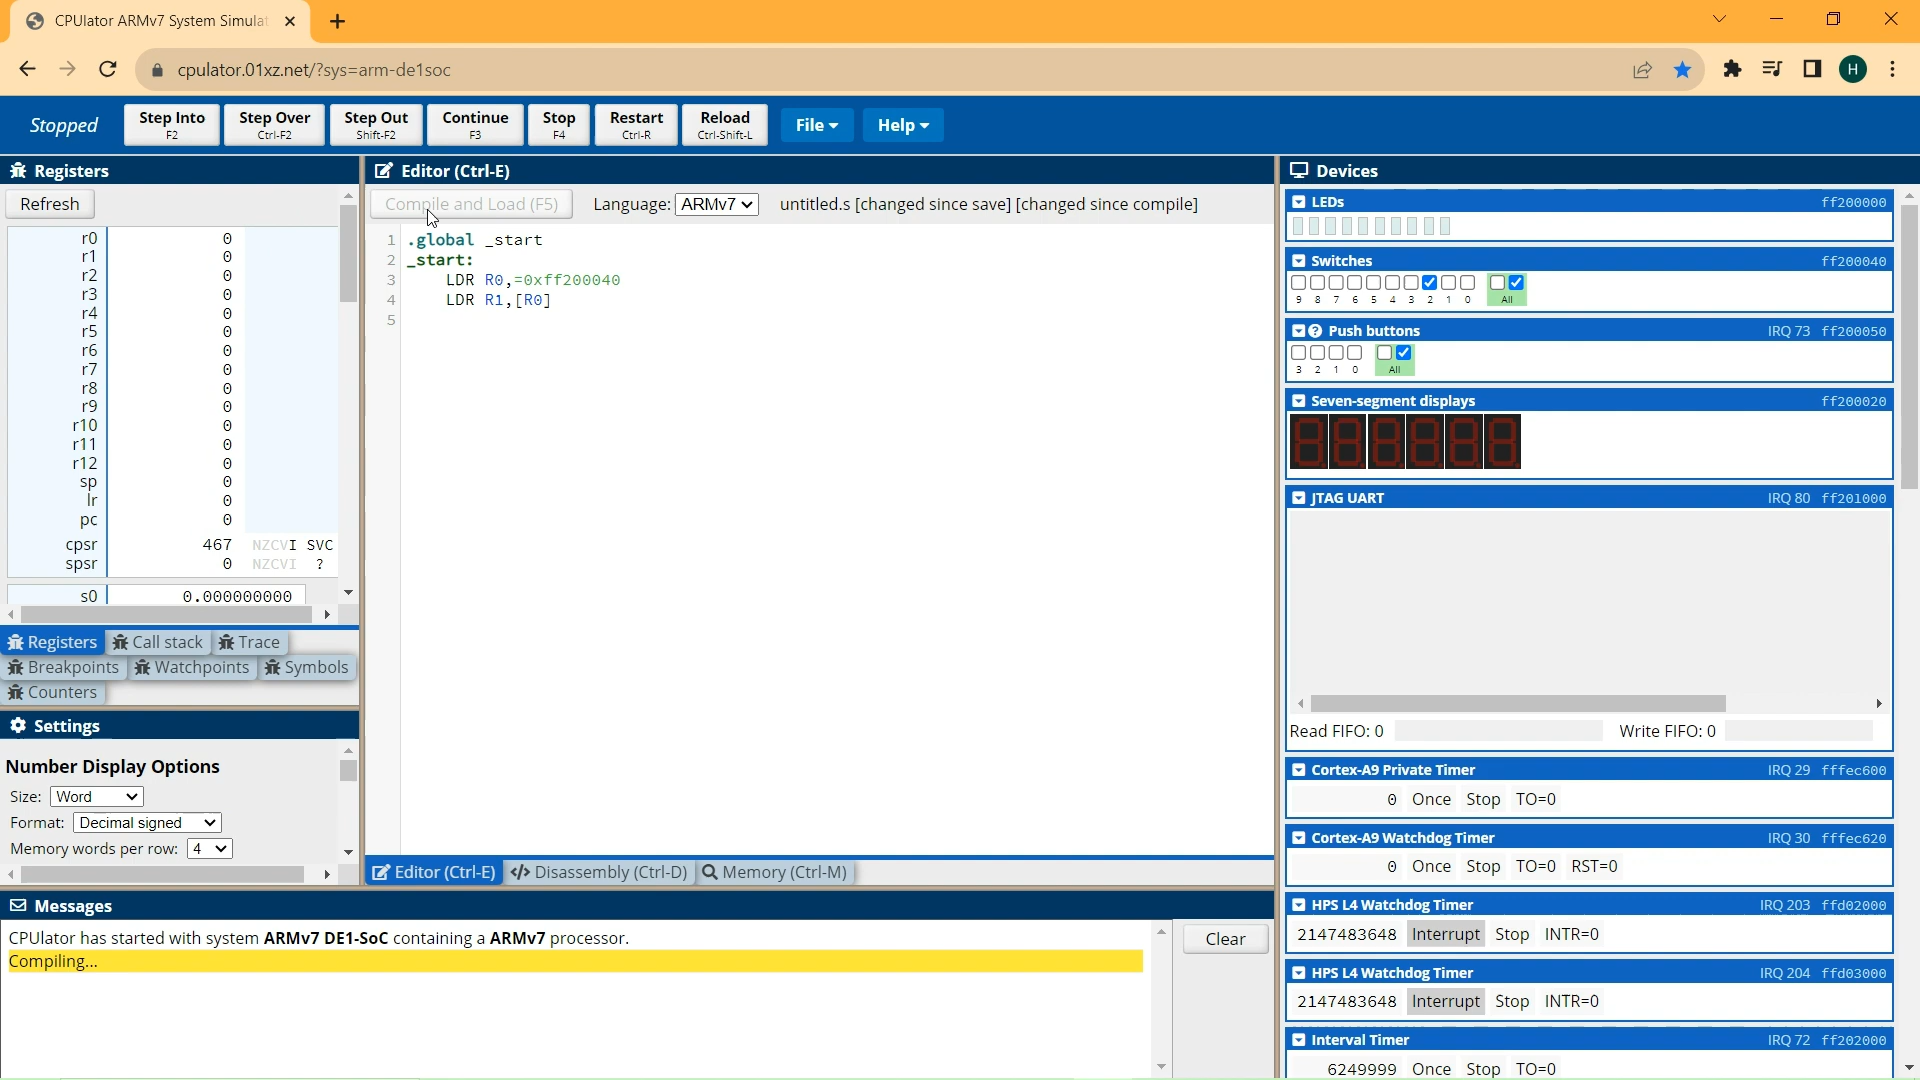 CPUlator ARMv7 System Simulat
cpulator.01xz.net/?sys=arm-de1soc
H
Stopped
Step Into F2
Step Over Ctrl-F2
Step Out Shift-F2
Continue F3
Stop F4
Restart Ctrl-R
Reload Ctrl-Shift-L
File
Help
Registers
Refresh
r0 0
r1 0
r2 0
r3 0
r4 0
r5 0
r6 0
r7 0
r8 0
r9 0
r10 0
r11 0
r12 0
sp 0
lr 0
pc 0
cpsr 467 NZCVI SVC
spsr 0 NZCVI ?
s0 0.000000000
Registers Call stack Trace
Breakpoints Watchpoints Symbols
Counters
Settings
Number Display Options
Size: Word
Format: Decimal signed
Memory words per row: 4
Editor (Ctrl-E)
Compile and Load (F5) Language: ARMv7 untitled.s [changed since save] [changed since compile]
1 .global _start
2 _start:
3 LDR R0,=0xff200040
4 LDR R1,[R0]
5
Editor (Ctrl-E) Disassembly (Ctrl-D) Memory (Ctrl-M)
Messages
CPUlator has started with system ARMv7 DE1-SoC containing a ARMv7 processor.
Compiling...
Clear
Devices
LEDs ff200000
Switches ff200040
9 8 7 6 5 4 3 2 1 0 All
Push buttons IRQ 73 ff200050
3 2 1 0 All
Seven-segment displays ff200020
JTAG UART IRQ 80 ff201000
Read FIFO: 0 Write FIFO: 0
Cortex-A9 Private Timer IRQ 29 fffec600
0 Once Stop TO=0
Cortex-A9 Watchdog Timer IRQ 30 fffec620
0 Once Stop TO=0 RST=0
HPS L4 Watchdog Timer IRQ 203 ffd02000
2147483648 Interrupt Stop INTR=0
HPS L4 Watchdog Timer IRQ 204 ffd03000
2147483648 Interrupt Stop INTR=0
Interval Timer IRQ 72 ff202000
6249999 Once Stop TO=0